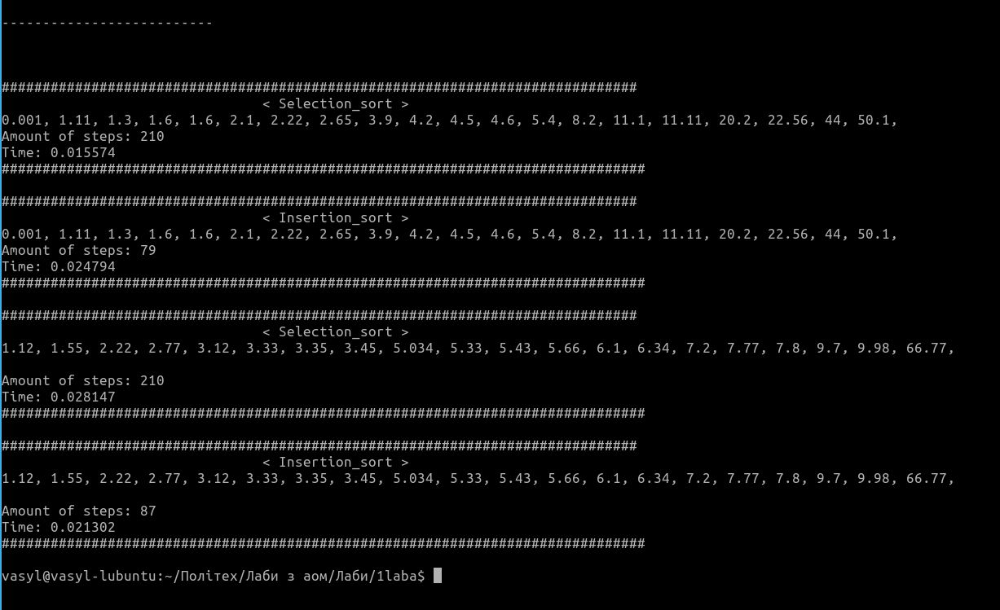 --------------------------
##############################################################################
< Selection_sort >
0.001, 1.11, 1.3, 1.6, 1.6, 2.1, 2.22, 2.65, 3.9, 4.2, 4.5, 4.6, 5.4, 8.2, 11.1, 11.11, 20.2, 22.56, 44, 50.1,
Amount of steps: 210
Time: 0.015574
###############################################################################
##############################################################################
< Insertion_sort >
0.001, 1.11, 1.3, 1.6, 1.6, 2.1, 2.22, 2.65, 3.9, 4.2, 4.5, 4.6, 5.4, 8.2, 11.1, 11.11, 20.2, 22.56, 44, 50.1,
Amount of steps: 79
Time: 0.024794
###############################################################################
##############################################################################
< Selection_sort >
1.12, 1.55, 2.22, 2.77, 3.12, 3.33, 3.35, 3.45, 5.034, 5.33, 5.43, 5.66, 6.1, 6.34, 7.2, 7.77, 7.8, 9.7, 9.98, 66.77,
Amount of steps: 210
Time: 0.028147
###############################################################################
##############################################################################
< Insertion_sort >
1.12, 1.55, 2.22, 2.77, 3.12, 3.33, 3.35, 3.45, 5.034, 5.33, 5.43, 5.66, 6.1, 6.34, 7.2, 7.77, 7.8, 9.7, 9.98, 66.77,
Amount of steps: 87
Time: 0.021302
###############################################################################
vasyl@vasyl-lubuntu:~/Політех/Лаби з аом/Лаби/1laba$